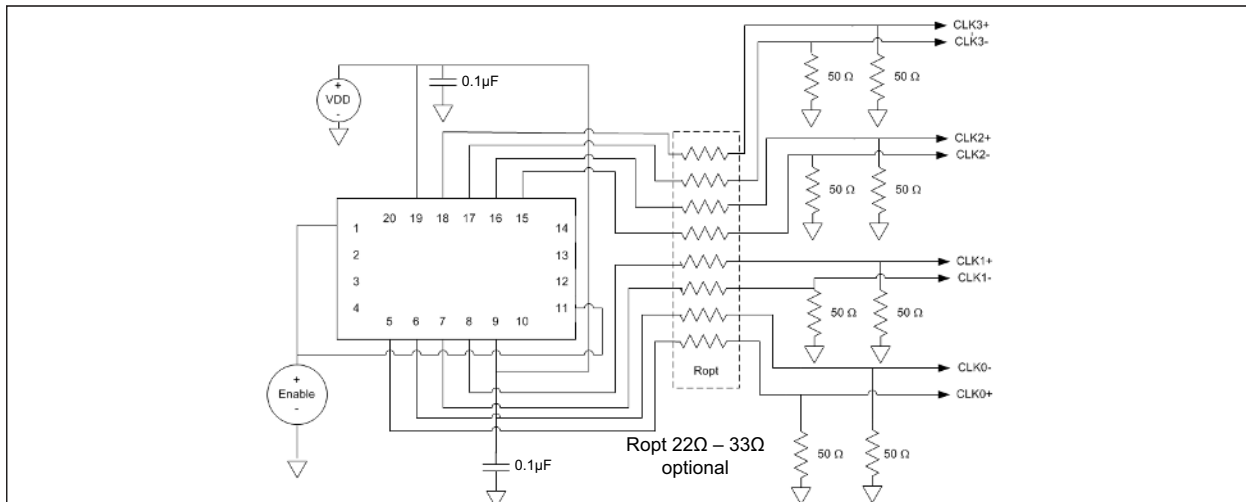 CLK3+
CLK3-
0.1µF
+
VDD
-
50 Ω 50 Ω
CLK2+
CLK2-
50 Ω 50 Ω
20 19 18 17 16 15
1 14
2 13
3 12
4 11
5 6 7 8 9 10
CLK1+
CLK1-
50 Ω 50 Ω
Ropt
+
Enable
-
CLK0-
CLK0+
Ropt 22Ω – 33Ω
optional
0.1µF
50 Ω 50 Ω